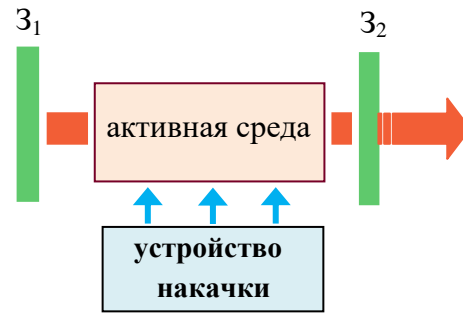 З₁ З₂
активная среда
устройство
накачки